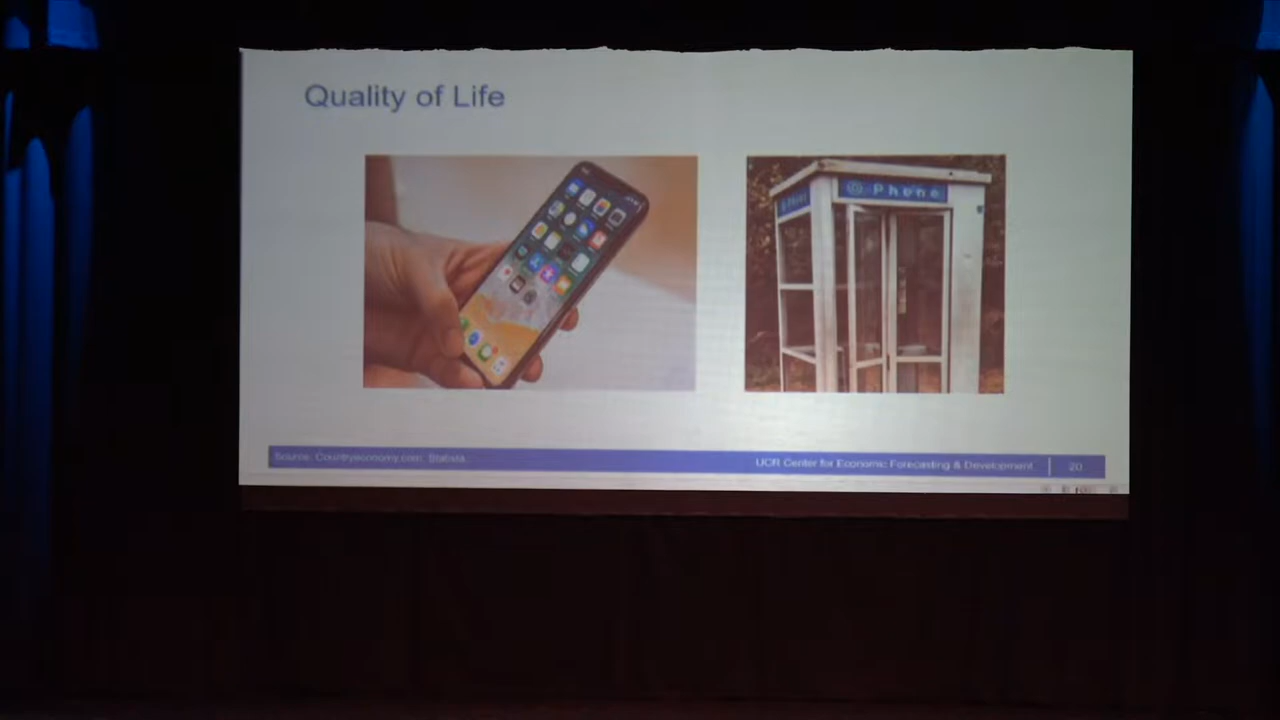 Quality of Life
Phone
Source: Countryeconomy.com, Statista
UCR Center for Economic Forecasting & Development
20